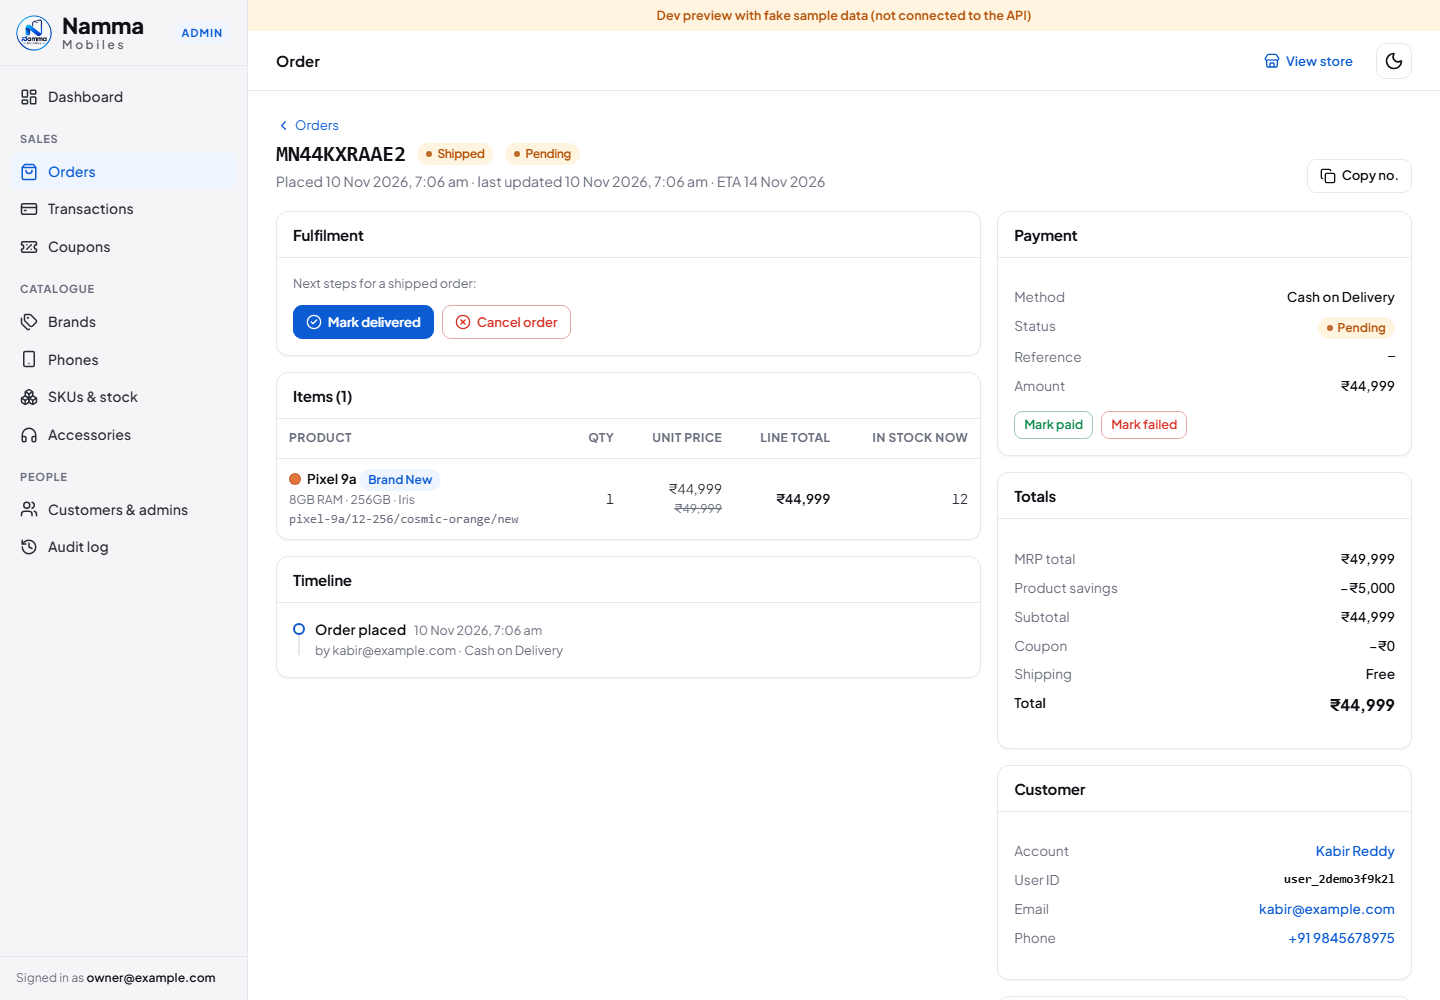 Dev preview with fake sample data (not connected to the API)
Namma
Mobiles
ADMIN
Dashboard
SALES
Orders
Transactions
Coupons
CATALOGUE
Brands
Phones
SKUs & stock
Accessories
PEOPLE
Customers & admins
Audit log
Signed in as owner@example.com
Order
View store
Orders
MN44KXRAAE2 Shipped Pending
Placed 10 Nov 2026, 7:06 am · last updated 10 Nov 2026, 7:06 am · ETA 14 Nov 2026
Copy no.
Fulfilment
Next steps for a shipped order:
Mark delivered Cancel order
Items (1)
PRODUCT QTY UNIT PRICE LINE TOTAL IN STOCK NOW
Pixel 9a Brand New
8GB RAM · 256GB · Iris
pixel-9a/12-256/cosmic-orange/new
1 ₹44,999 ₹44,999 12
₹49,999
Timeline
Order placed 10 Nov 2026, 7:06 am
by kabir@example.com · Cash on Delivery
Payment
Method Cash on Delivery
Status Pending
Reference –
Amount ₹44,999
Mark paid Mark failed
Totals
MRP total ₹49,999
Product savings −₹5,000
Subtotal ₹44,999
Coupon −₹0
Shipping Free
Total ₹44,999
Customer
Account Kabir Reddy
User ID user_2demo3f9k2l
Email kabir@example.com
Phone +91 9845678975